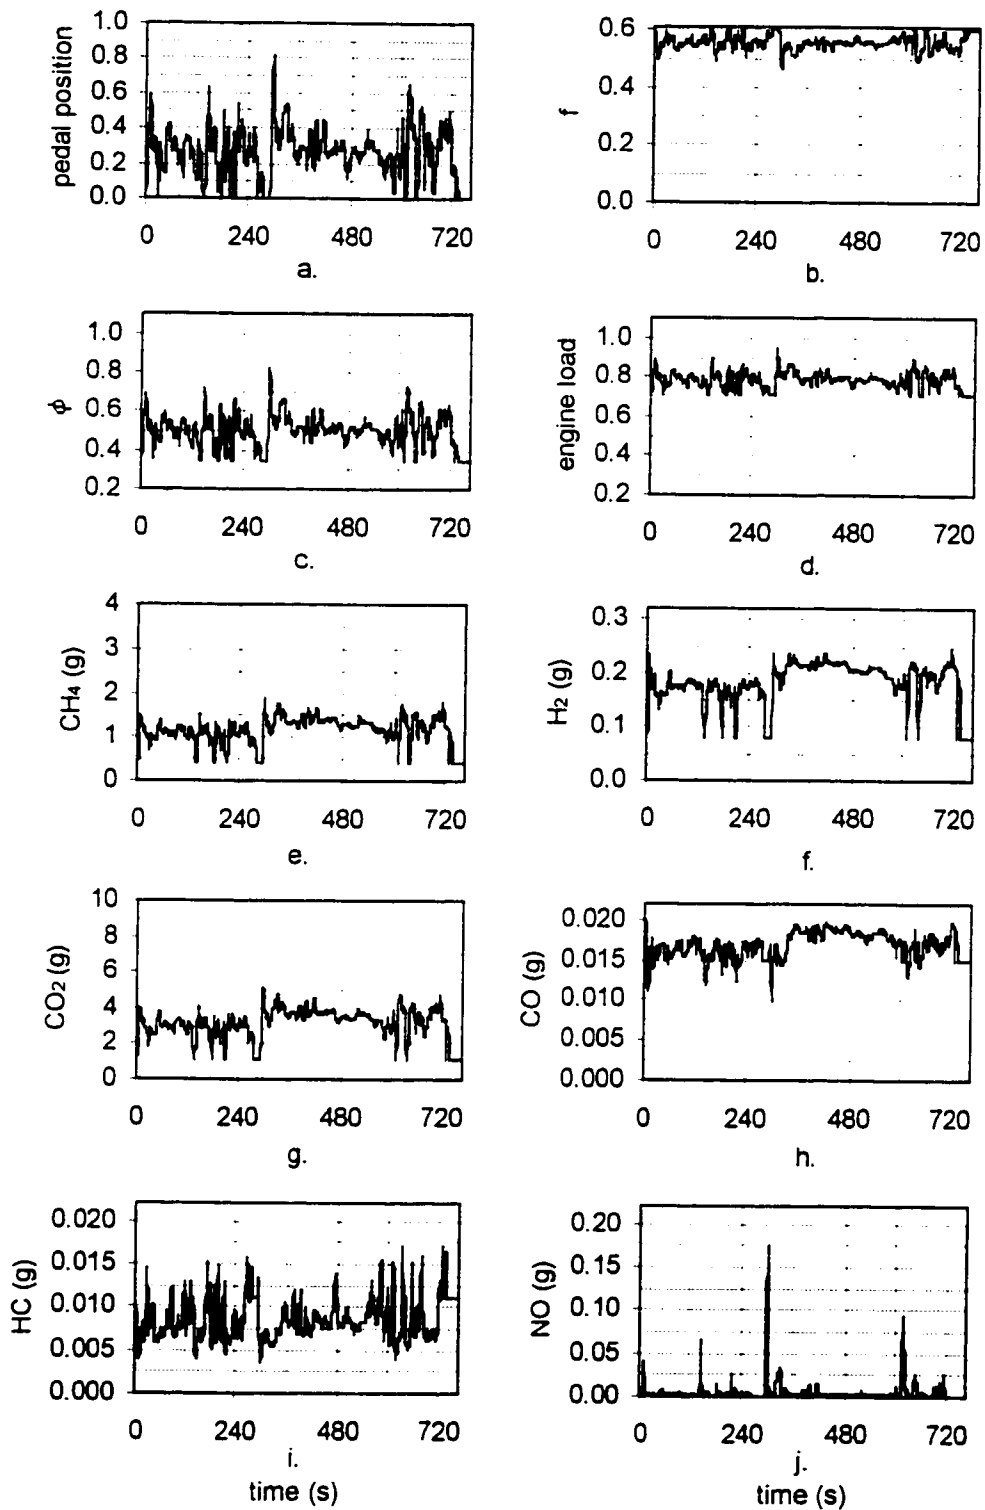 pedal position
1.0
0.8
0.6
0.4
0.2
0.0
0 240 480 720
a.
f
0.6
0.4
0.2
0.0
0 240 480 720
b.
ϕ
1.0
0.8
0.6
0.4
0.2
0 240 480 720
c.
engine load
1.0
0.8
0.6
0.4
0.2
0 240 480 720
d.
CH4 (g)
4
3
2
1
0
0 240 480 720
e.
H2 (g)
0.3
0.2
0.1
0.0
0 240 480 720
f.
CO2 (g)
10
8
6
4
2
0
0 240 480 720
g.
CO (g)
0.020
0.015
0.010
0.005
0.000
0 240 480 720
h.
HC (g)
0.020
0.015
0.010
0.005
0.000
0 240 480 720
i.
time (s)
NO (g)
0.20
0.15
0.10
0.05
0.00
0 240 480 720
j.
time (s)